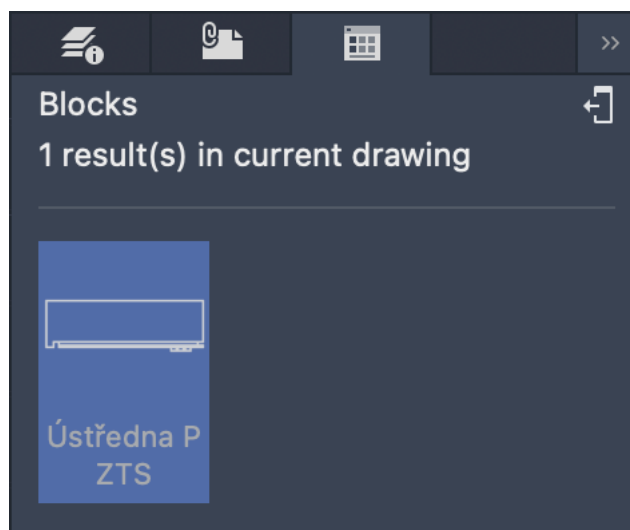 Blocks
1 result(s) in current drawing
Ústředna P
ZTS